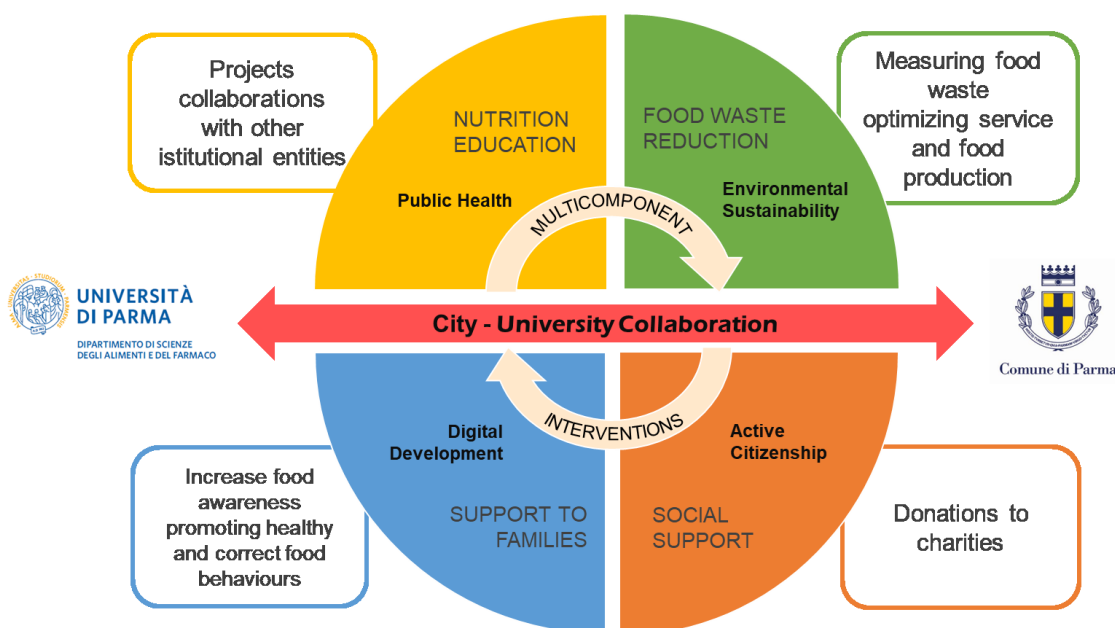 Projects
collaborations
with other
istitutional entities
NUTRITION
EDUCATION
Public Health
FOOD WASTE
REDUCTION
Environmental
Sustainability
Measuring food
waste
optimizing service
and food
production
MULTICOMPONENT
UNIVERSITÀ
DI PARMA
DIPARTIMENTO DI SCIENZE
DEGLI ALIMENTI E DEL FARMACO
City - University Collaboration
Comune di Parma
INTERVENTIONS
Digital
Development
SUPPORT TO
FAMILIES
Active
Citizenship
SOCIAL
SUPPORT
Increase food
awareness
promoting healthy
and correct food
behaviours
Donations to
charities